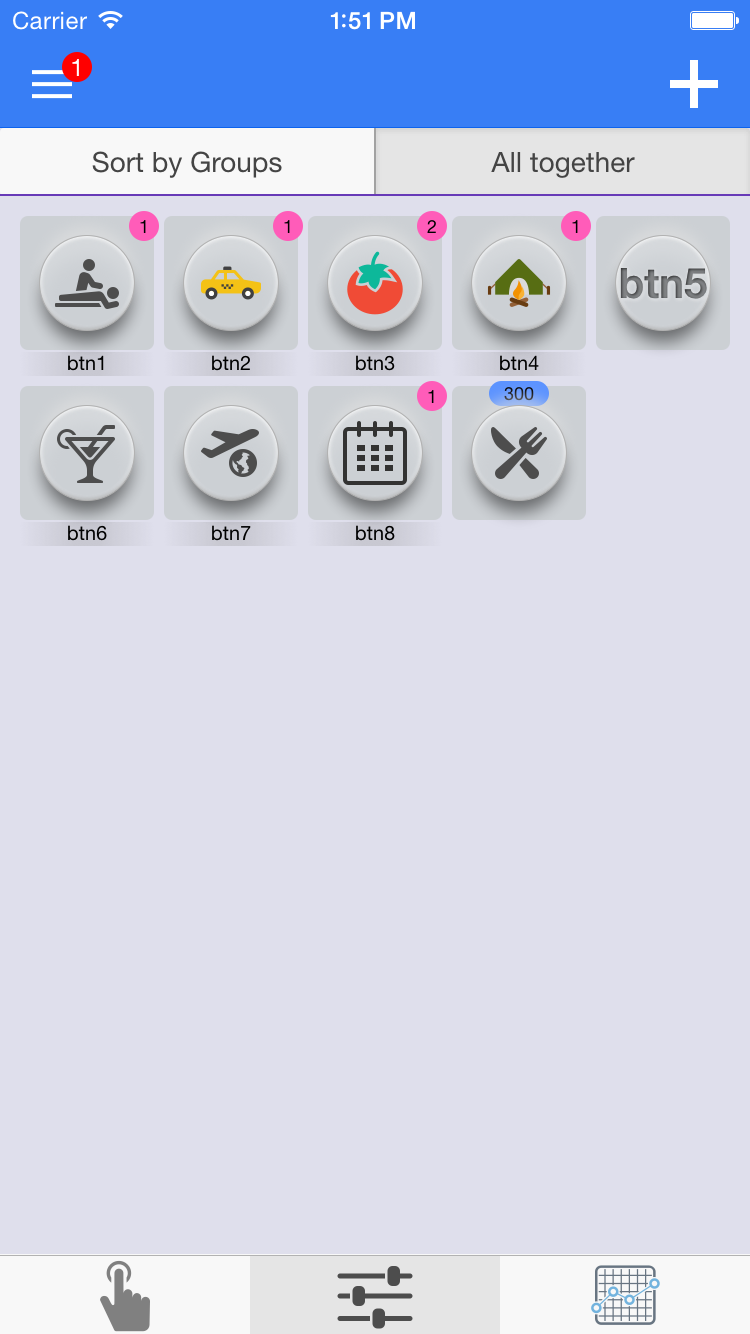 Carrier 1:51 PM
1
Sort by Groups All together
1 1 2 1
btn5
btn1 btn2 btn3 btn4
1 300
btn6 btn7 btn8